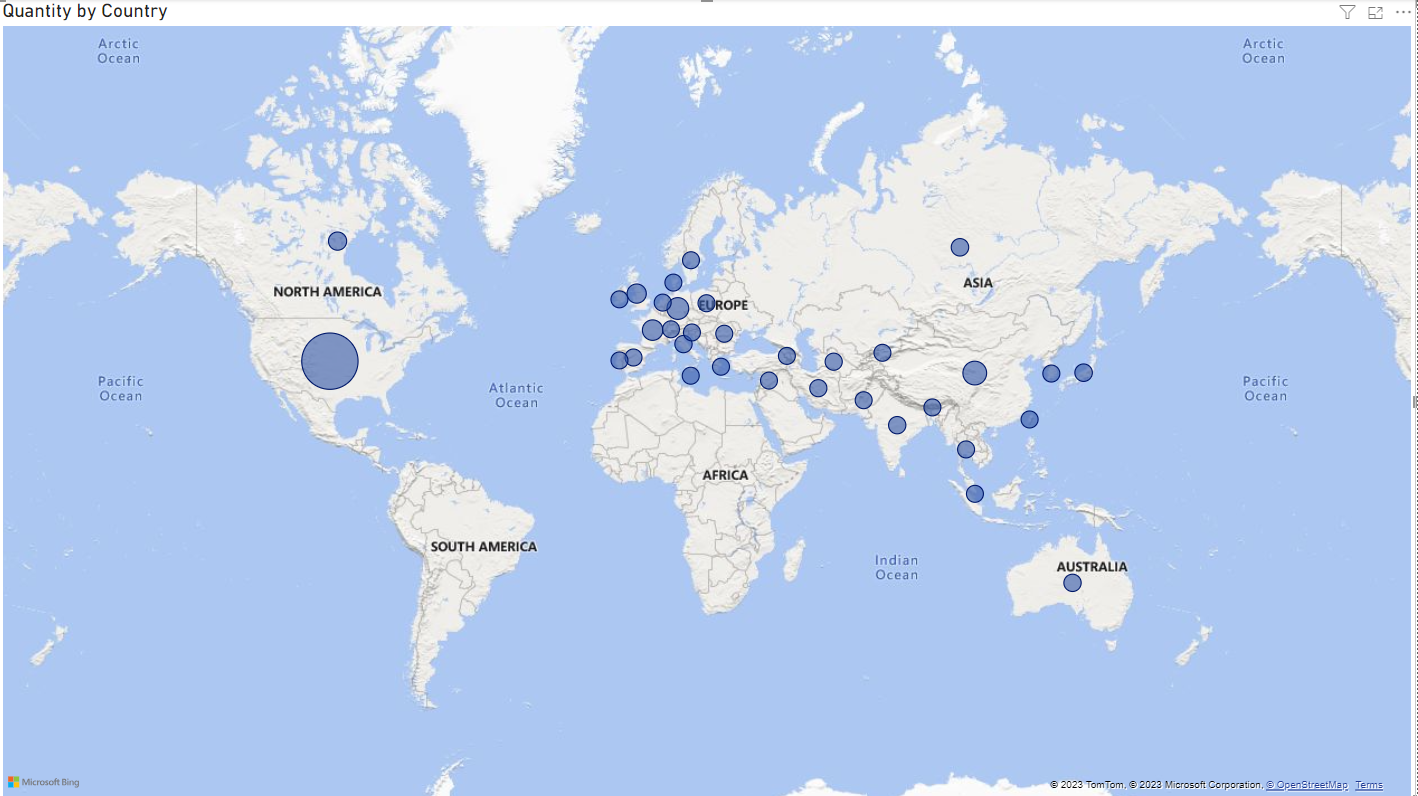 Quantity by Country
Arctic
Ocean
Arctic
Ocean
NORTH AMERICA
EUROPE
ASIA
Pacific
Ocean
Atlantic
Ocean
Pacific
Ocean
AFRICA
SOUTH AMERICA
Indian
Ocean
AUSTRALIA
Microsoft Bing
© 2023 TomTom, © 2023 Microsoft Corporation, © OpenStreetMap Terms